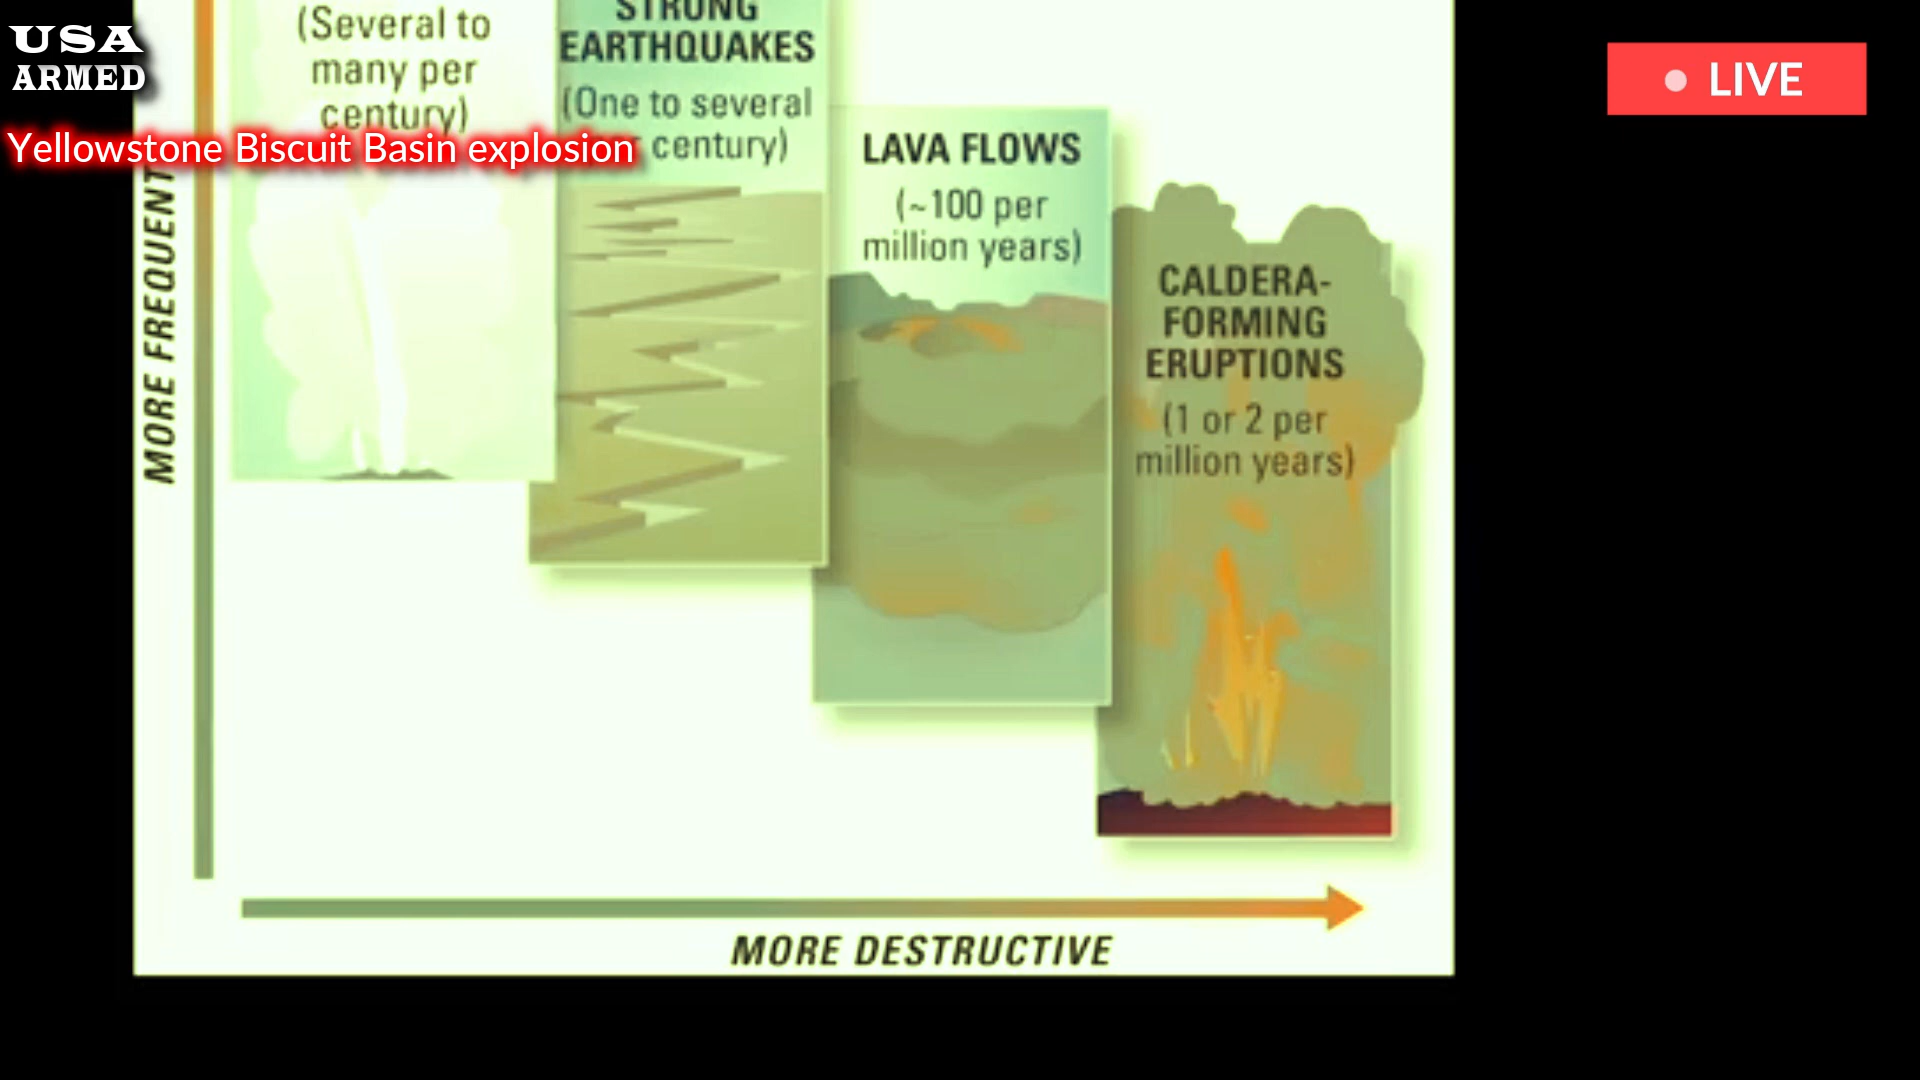 USA
ARMED
LIVE
Yellowstone Biscuit Basin explosion
(Several to
many per
century)
STRONG
EARTHQUAKES
(One to several
century)
LAVA FLOWS
(~100 per
million years)
CALDERA-
FORMING
ERUPTIONS
(1 or 2 per
million years)
MORE FREQUENT
MORE DESTRUCTIVE